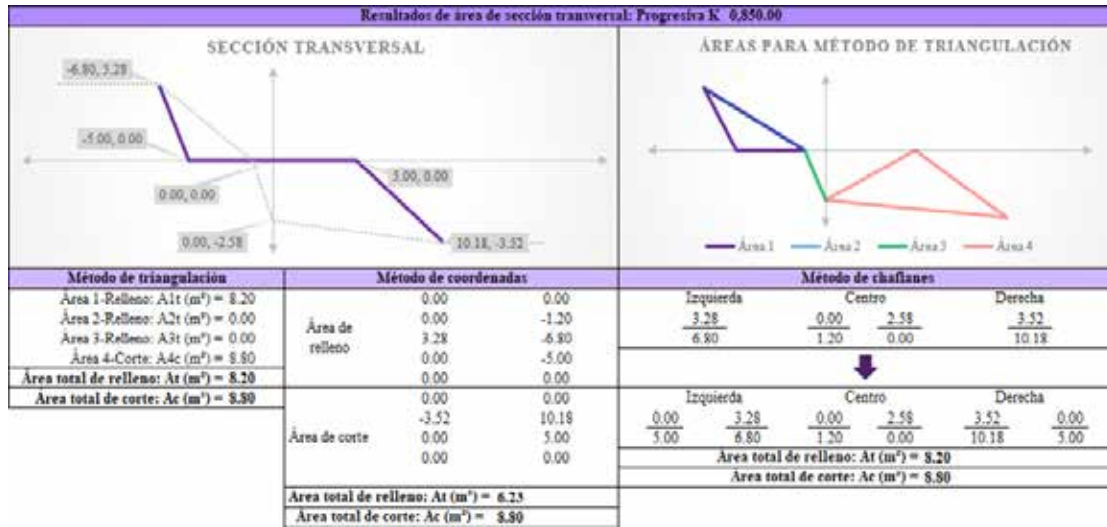 Resultados de área de sección transversal: Progresiva K 0,850.00
SECCIÓN TRANSVERSAL
-6.80, 3.28
-5.00, 0.00
0.00, 0.00
5.00, 0.00
0.00, -2.58
10.18, -3.52
ÁREAS PARA MÉTODO DE TRIANGULACIÓN
Área 1 Área 2 Área 3 Área 4
Método de triangulación
Área 1-Relleno: A1t (m²) = 8.20
Área 2-Relleno: A2t (m²) = 0.00
Área 3-Relleno: A3t (m²) = 0.00
Área 4-Corte: A4c (m²) = 8.80
Área total de relleno: At (m²) = 8.20
Área total de corte: Ac (m²) = 8.80
Método de coordenadas
Área de relleno
0.00 0.00
0.00 -1.20
3.28 -6.80
0.00 -5.00
0.00 0.00
Área de corte
0.00 0.00
-3.52 10.18
0.00 5.00
0.00 0.00
Área total de relleno: At (m²) = 6.23
Área total de corte: Ac (m²) = 8.80
Método de chaflanes
Izquierda Centro Derecha
3.28 0.00 2.58 3.52
6.80 1.20 0.00 10.18
Izquierda Centro Derecha
0.00 3.28 0.00 2.58 3.52 0.00
5.00 6.80 1.20 0.00 10.18 5.00
Área total de relleno: At (m²) = 8.20
Área total de corte: Ac (m²) = 8.80